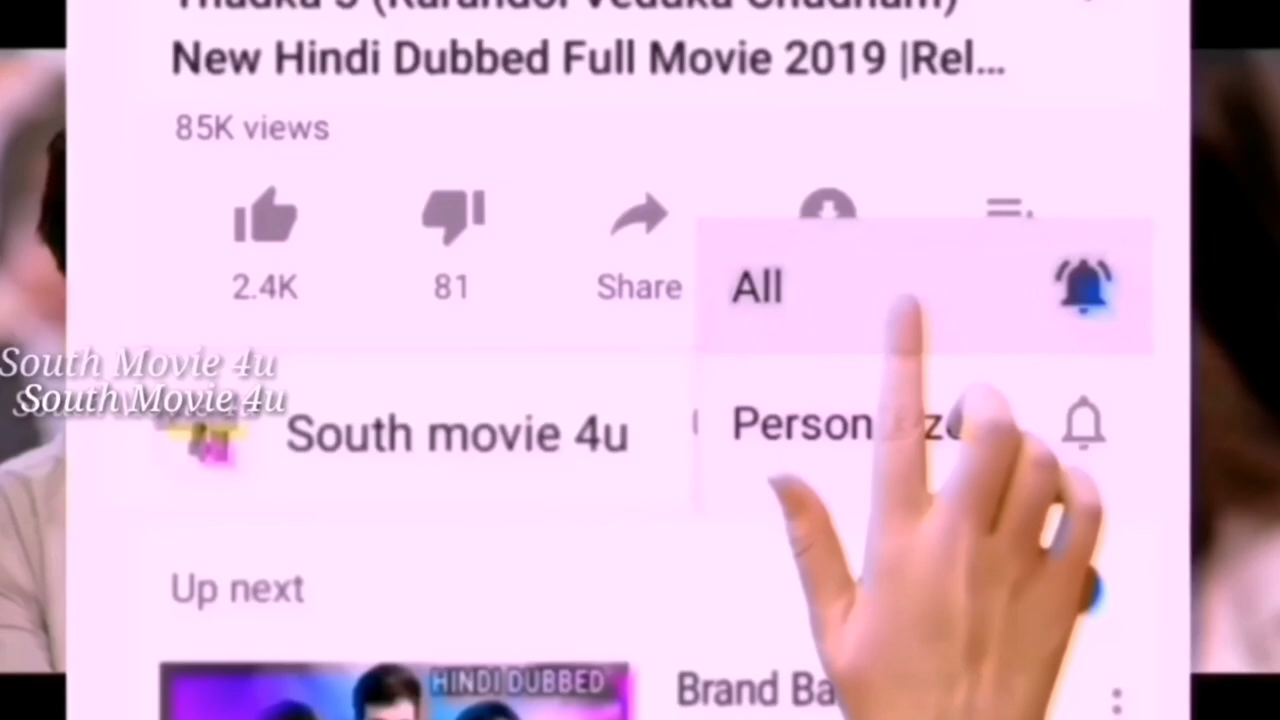 New Hindi Dubbed Full Movie 2019 |Rel...
85K views
2.4K
81
Share
All
South Movie 4u
South Movie 4u
South movie 4u
Up next
HINDI DUBBED
Brand